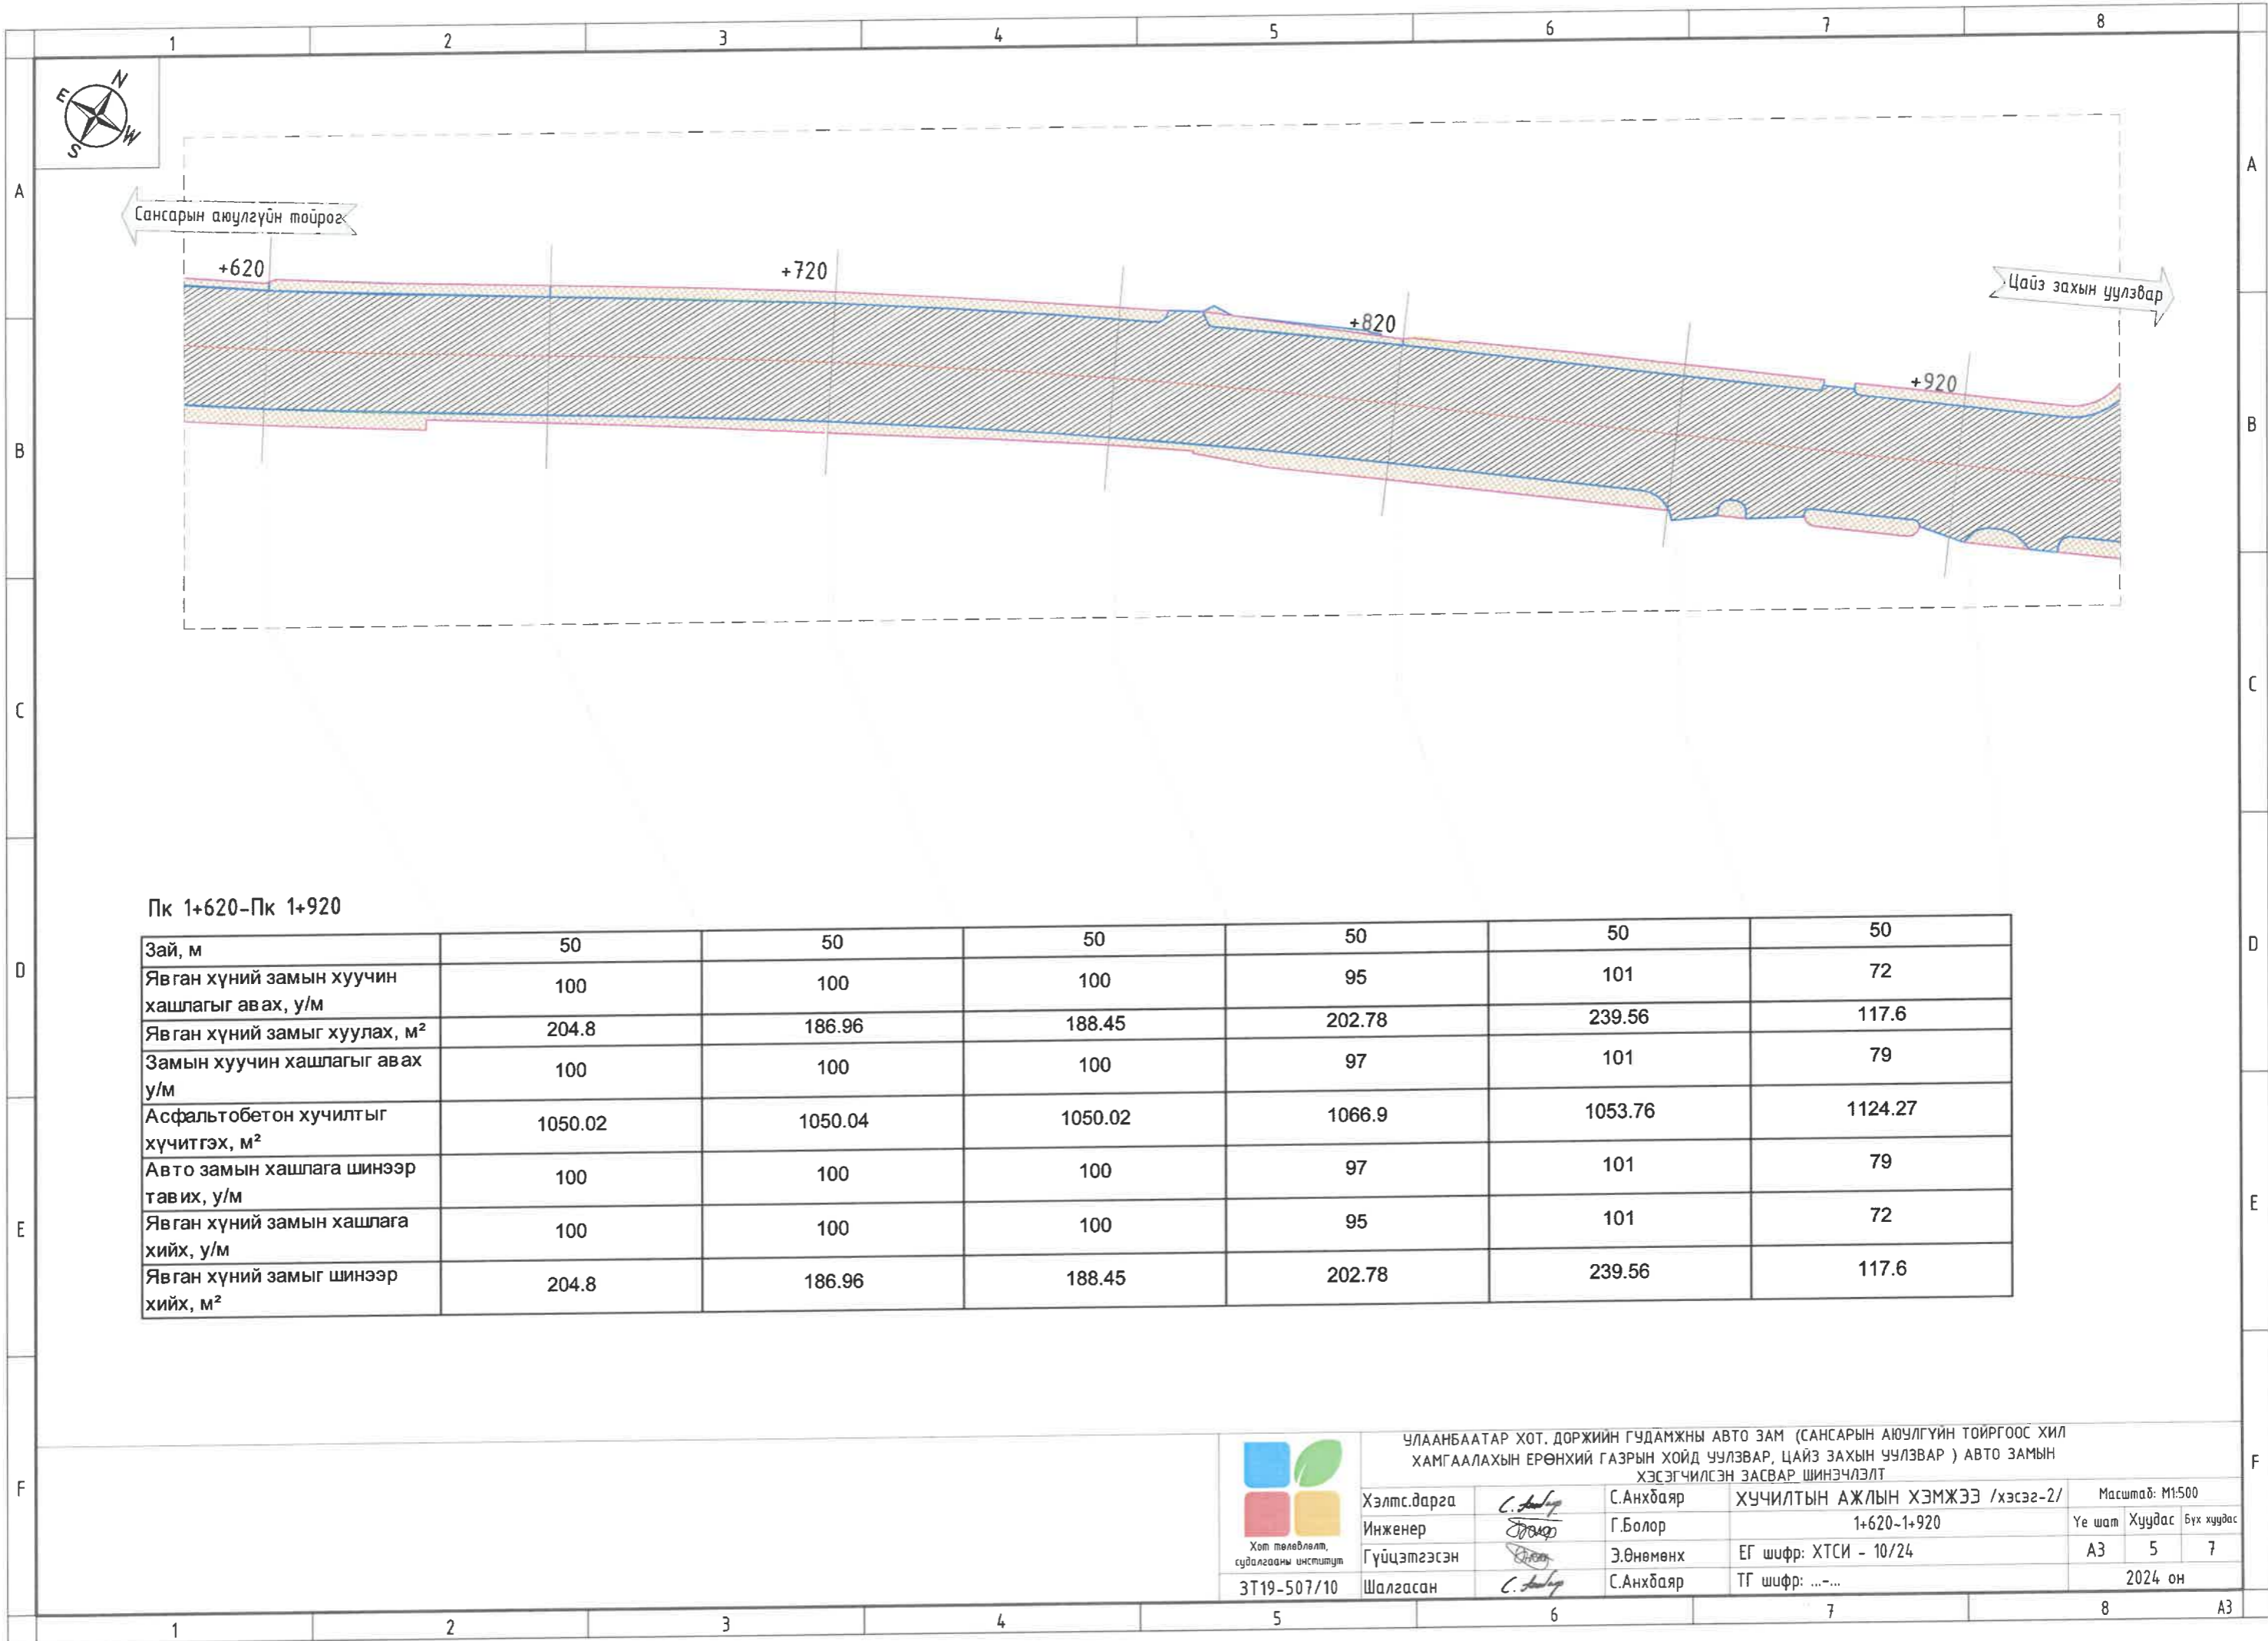 1 2 3 4 5 6 7 8
N
E
W
S
A A
Сансарын аюулгүйн тойрог
Цайз захын уулзвар
+620 +720 +820 +920
B B
C C
Пк 1+620-Пк 1+920
D D
Зай, м 50 50 50 50 50 50
Явган хүний замын хуучин
хашлагыг авах, у/м 100 100 100 95 101 72
Явган хүний замыг хуулах, м² 204.8 186.96 188.45 202.78 239.56 117.6
Замын хуучин хашлагыг авах
у/м 100 100 100 97 101 79
Асфальтобетон хучилтыг
хүчитгэх, м² 1050.02 1050.04 1050.02 1066.9 1053.76 1124.27
Авто замын хашлага шинээр
тавих, у/м 100 100 100 97 101 79
Явган хүний замын хашлага
хийх, у/м 100 100 100 95 101 72
Явган хүний замыг шинээр
хийх, м² 204.8 186.96 188.45 202.78 239.56 117.6
E E
F F
Хот төлөвлөлт,
судалгааны институт
ЗТ19-507/10
УЛААНБААТАР ХОТ. ДОРЖИЙН ГУДАМЖНЫ АВТО ЗАМ (САНСАРЫН АЮУЛГҮЙН ТОЙРГООС ХИЛ
ХАМГААЛАХЫН ЕРӨНХИЙ ГАЗРЫН ХОЙД УУЛЗВАР, ЦАЙЗ ЗАХЫН УУЛЗВАР ) АВТО ЗАМЫН
ХЭСЭГЧИЛСЭН ЗАСВАР ШИНЭЧЛЭЛТ
Хэлтс.дарга С.Анхбаяр ХУЧИЛТЫН АЖЛЫН ХЭМЖЭЭ /хэсэг-2/ Масштаб: М1:500
Инженер Г.Болор 1+620~1+920 Үе шат Хуудас Бүх хуудас
Гүйцэтгэсэн Э.Өнөмөнх ЕГ шифр: ХТСИ - 10/24 А3 5 7
Шалгасан С.Анхбаяр ТГ шифр: ...-... 2024 он
1 2 3 4 5 6 7 8 А3